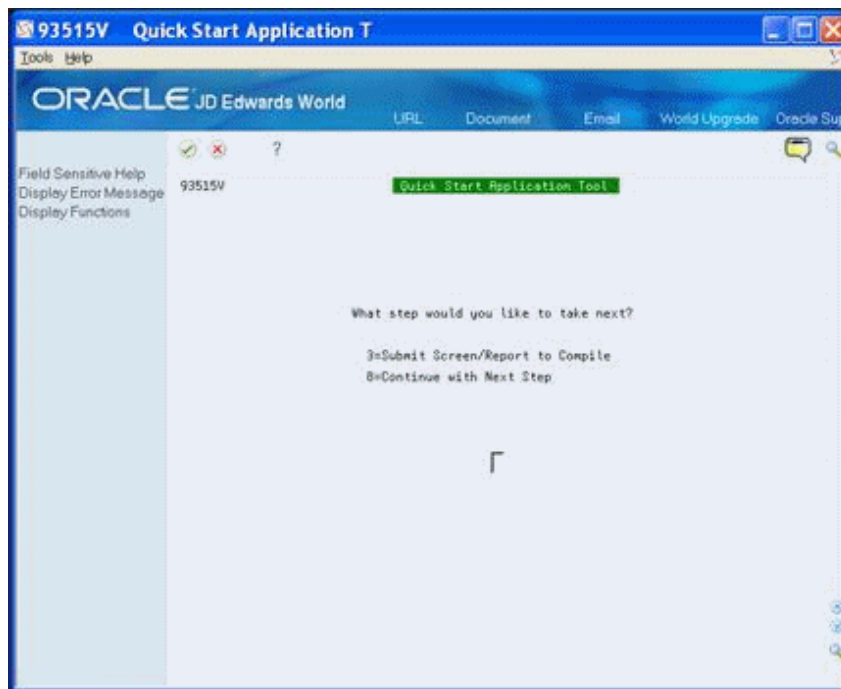 93515V Quick Start Application T
Tools Help
ORACLE JD Edwards World
URL Document Email World Upgrade Oracle Sup
?
Field Sensitive Help
Display Error Message
Display Functions
93515V Quick Start Application Tool
What step would you like to take next?
3=Submit Screen/Report to Compile
8=Continue with Next Step